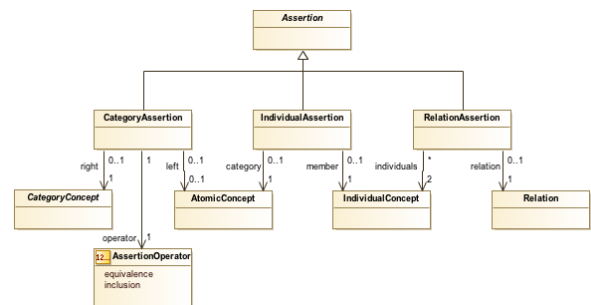 Assertion
CategoryAssertion IndividualAssertion RelationAssertion
right 0..1 1 left 0..1 category 0..1 member 0..1 individuals * relation 0..1
1 0..1 1 1 2 1
CategoryConcept AtomicConcept IndividualConcept Relation
operator 1
12... AssertionOperator
equivalence
inclusion